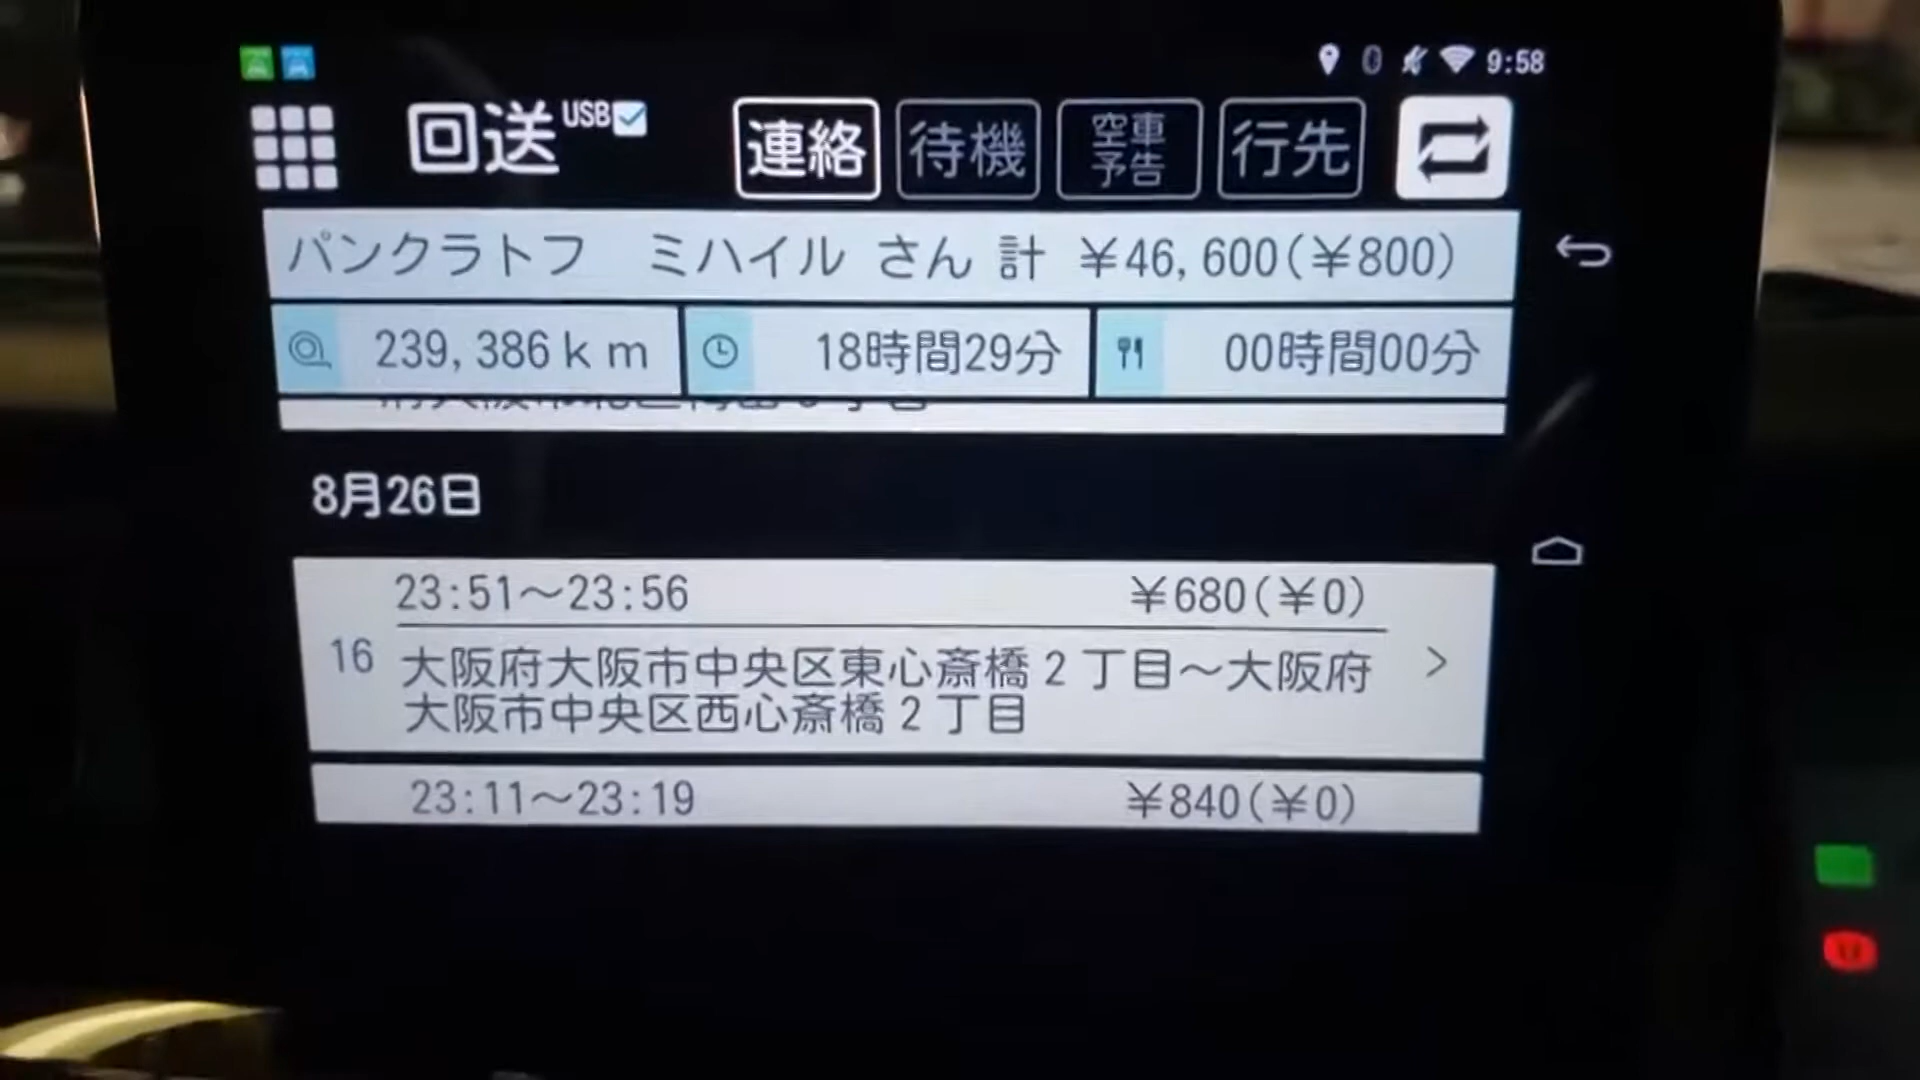 9:58
回送 USB 連絡 待機 空車予告 行先
パンクラトフ ミハイル さん 計 ¥46,600(¥800)
239,386km 18時間29分 00時間00分
8月26日
23:51～23:56 ¥680(¥0)
16
大阪府大阪市中央区東心斎橋2丁目～大阪府
大阪市中央区西心斎橋2丁目
23:11～23:19 ¥840(¥0)